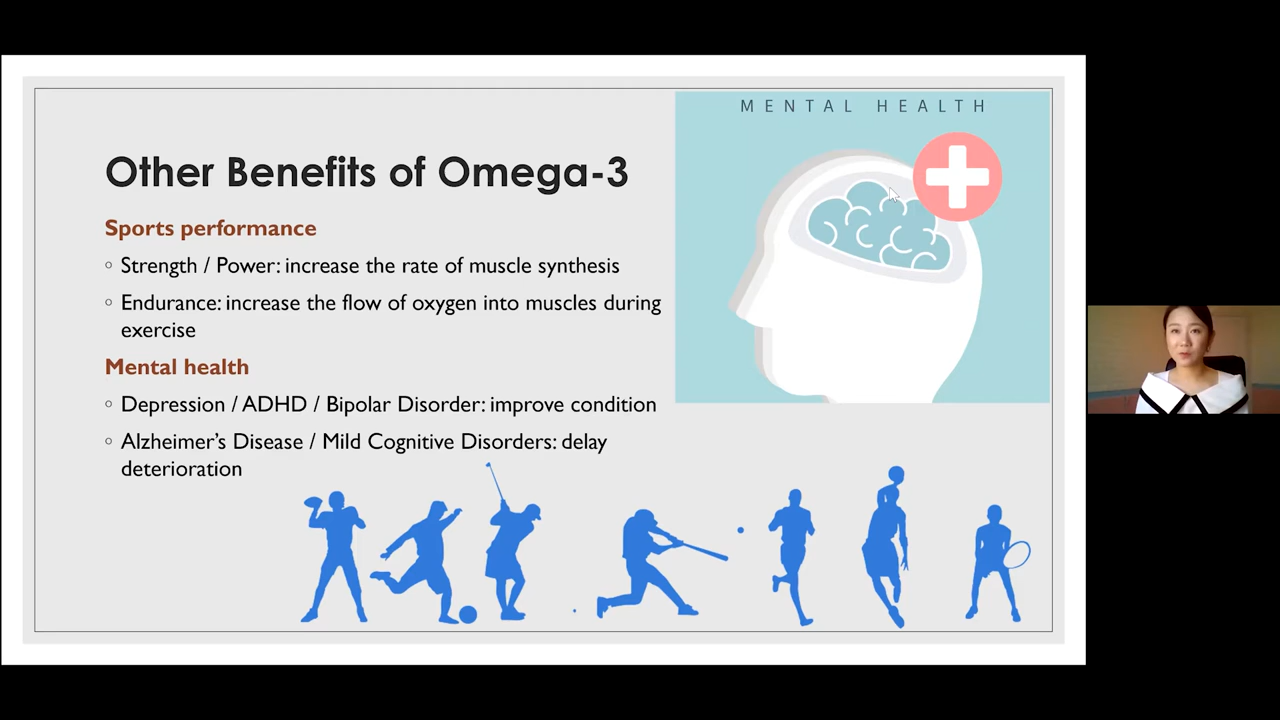 MENTAL HEALTH
Other Benefits of Omega-3
Sports performance
◦ Strength / Power: increase the rate of muscle synthesis
◦ Endurance: increase the flow of oxygen into muscles during
exercise
Mental health
◦ Depression / ADHD / Bipolar Disorder: improve condition
◦ Alzheimer’s Disease / Mild Cognitive Disorders: delay
deterioration